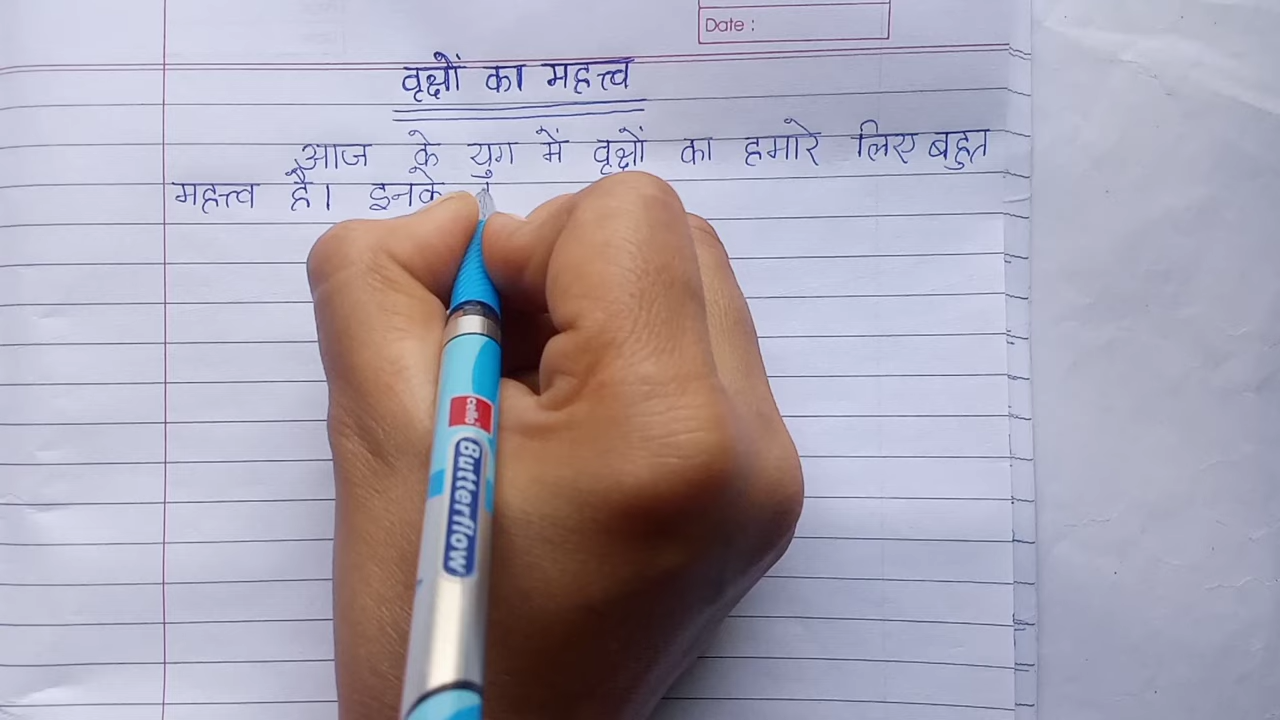 Date :
वृक्षों का महत्त्व
आज के युग में वृक्षों का हमारे लिए बहुत
महत्त्व है। इनके
cello
Butterflow